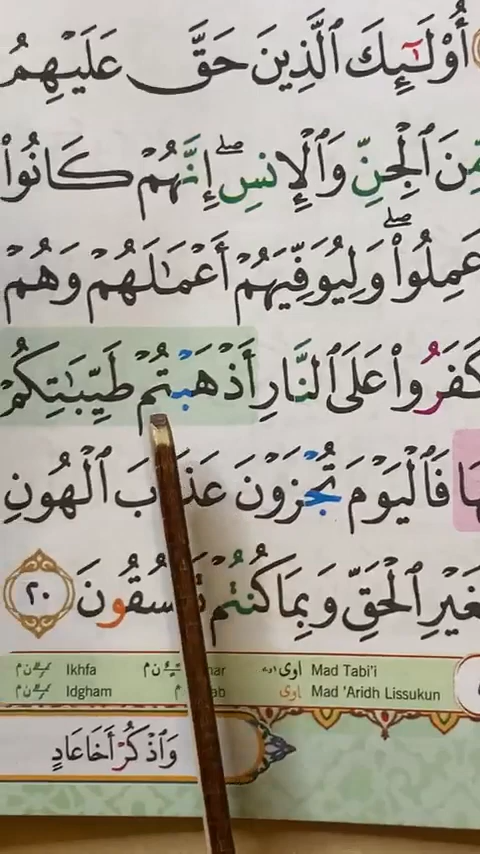 أُوْلَٰٓئِكَ ٱلَّذِينَ حَقَّ عَلَيْهِمُ
مِّنَ ٱلْجِنِّ وَٱلْإِنسِ ۖ إِنَّهُمْ كَانُوا۟
عَمِلُوا۟ ۖ وَلِيُوَفِّيَهُمْ أَعْمَٰلَهُمْ وَهُمْ
كَفَرُوا۟ عَلَى ٱلنَّارِ أَذْهَبْتُمْ طَيِّبَٰتِكُمْ
هَا فَٱلْيَوْمَ تُجْزَوْنَ عَذَابَ ٱلْهُونِ
بِغَيْرِ ٱلْحَقِّ وَبِمَا كُنتُمْ تَفْسُقُونَ ٢٠
Ikhfa Mad Tabi'i
Idgham Mad 'Aridh Lissukun
وَٱذْكُرْ أَخَا عَادٍ